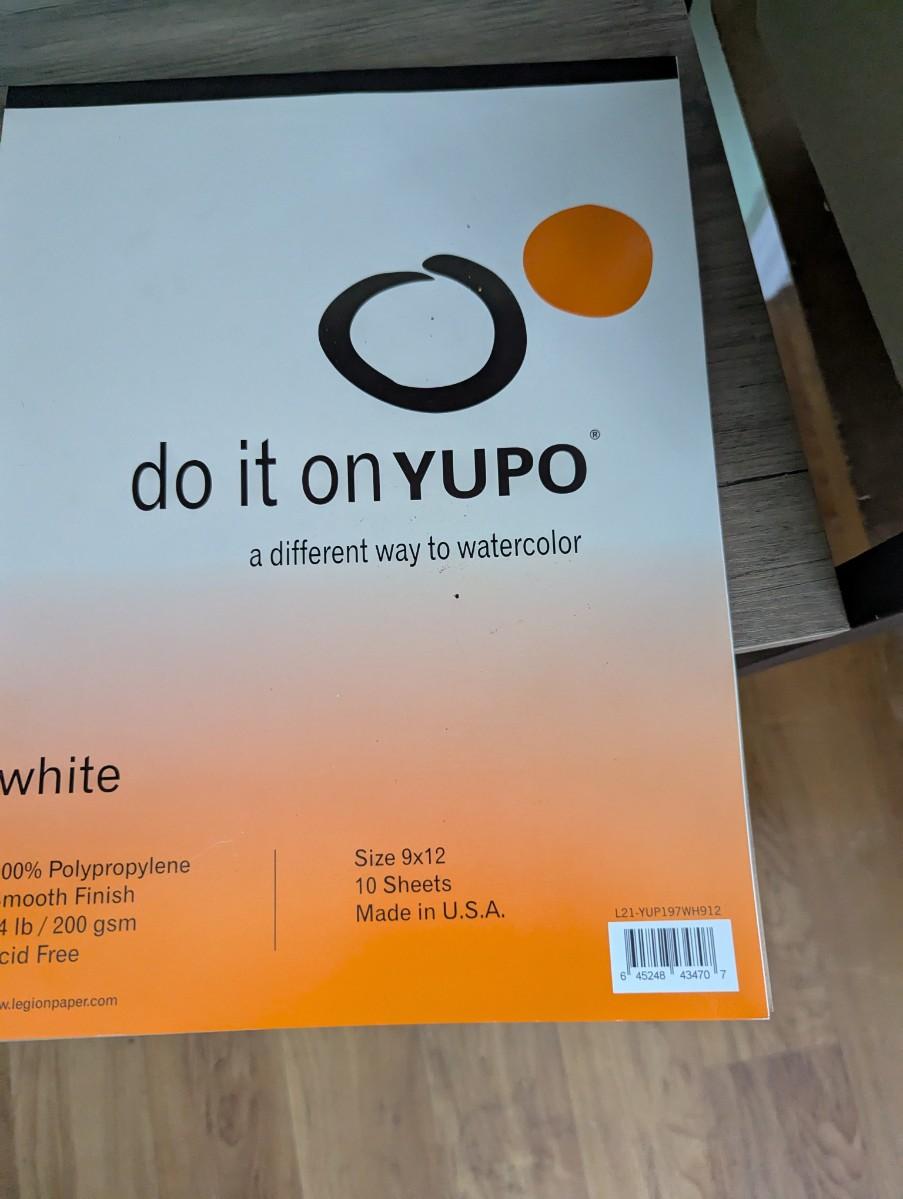 do it on YUPO®
a different way to watercolor
white
00% Polypropylene
mooth Finish
4 lb / 200 gsm
cid Free
w.legionpaper.com
Size 9x12
10 Sheets
Made in U.S.A.
L21-YUP197WH912
6 45248 43470 7